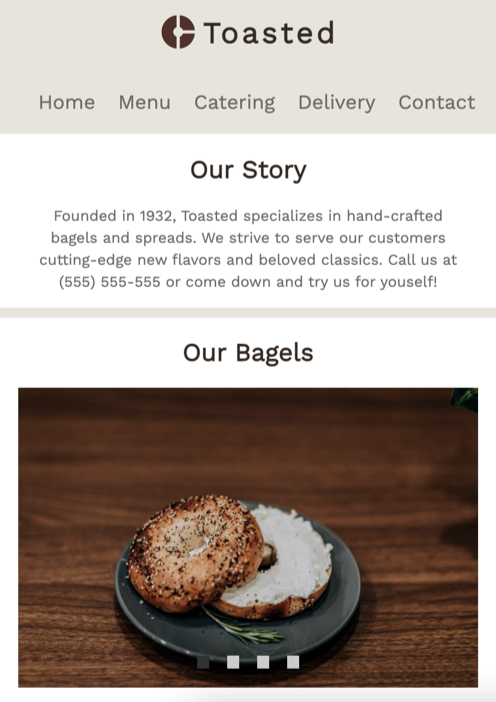 Toasted
Home Menu Catering Delivery Contact
Our Story
Founded in 1932, Toasted specializes in hand-crafted
bagels and spreads. We strive to serve our customers
cutting-edge new flavors and beloved classics. Call us at
(555) 555-555 or come down and try us for youself!
Our Bagels